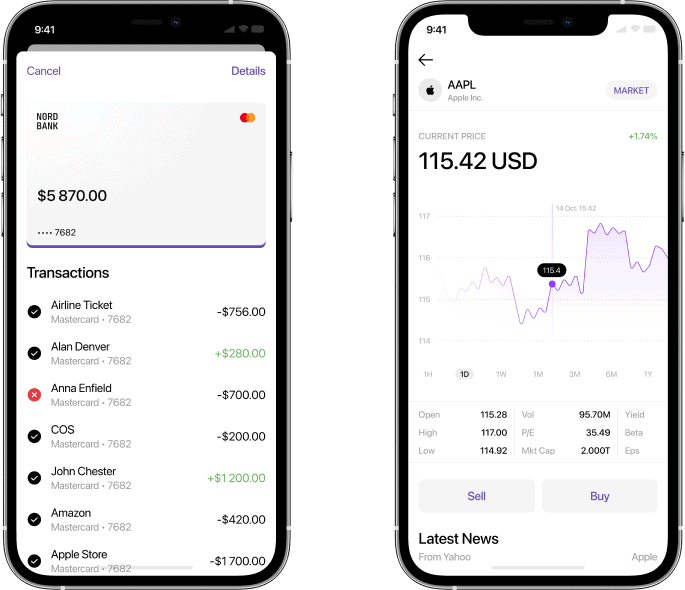 9:41
Cancel Details
NORD
BANK
$5 870.00
•••• 7682
Transactions
Airline Ticket
Mastercard • 7682
-$756.00
Alan Denver
Mastercard • 7682
+$280.00
Anna Enfield
Mastercard • 7682
-$700.00
COS
Mastercard • 7682
-$200.00
John Chester
Mastercard • 7682
+$1 200.00
Amazon
Mastercard • 7682
-$420.00
Apple Store
Mastercard • 7682
-$1 700.00
9:41
AAPL
Apple Inc.
MARKET
CURRENT PRICE +1.74%
115.42 USD
14 Oct, 15:42
117
116
115.4
115
114
1H 1D 1W 1M 3M 6M 1Y
Open 115.28 Vol 95.70M Yield
High 117.00 P/E 35.49 Beta
Low 114.92 Mkt Cap 2.000T Eps
Sell Buy
Latest News
From Yahoo Apple